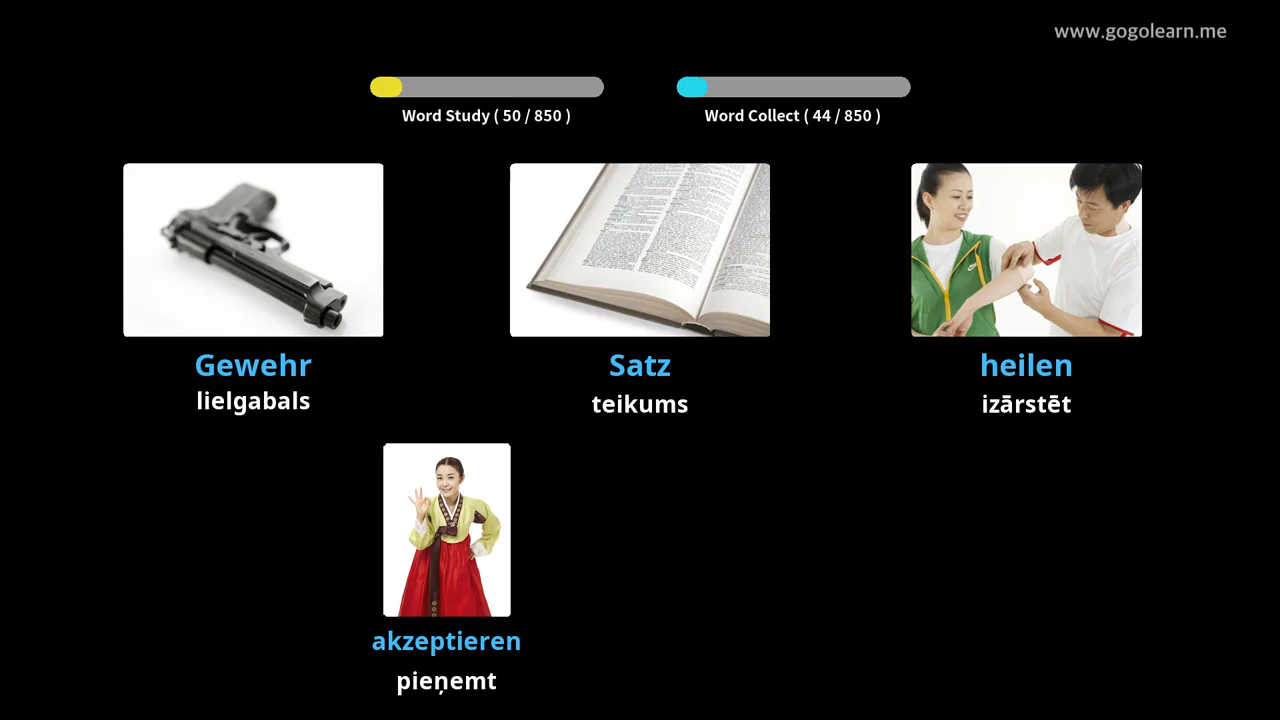 www.gogolearn.me
Word Study ( 50 / 850 )
Word Collect ( 44 / 850 )
Gewehr
lielgabals
Satz
teikums
heilen
izārstēt
akzeptieren
pieņemt